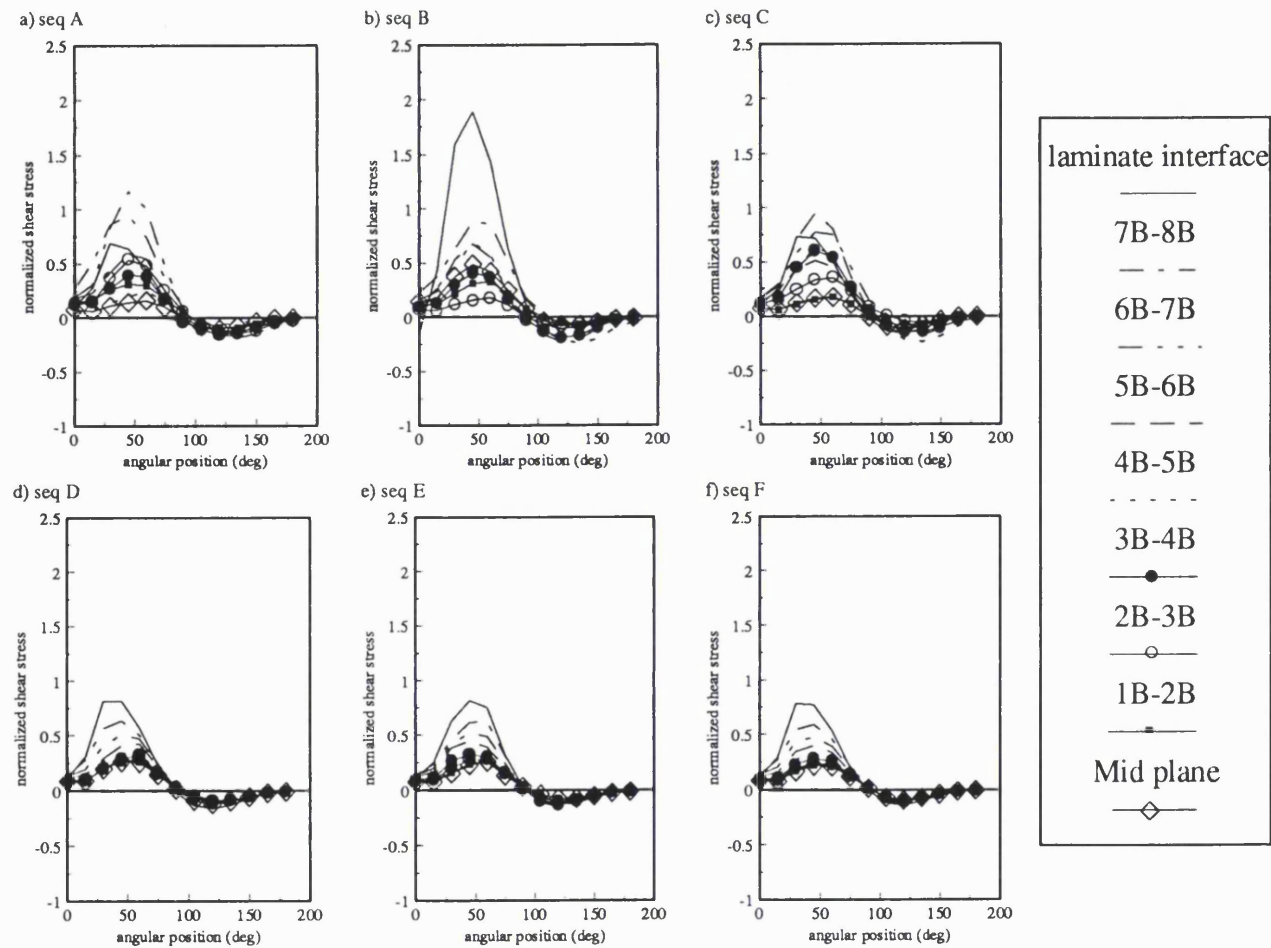 a) seq A
2.5
2
1.5
1
0.5
0
-0.5
-1
normalized shear stress
0 50 100 150 200
angular position (deg)
b) seq B
2.5
2
1.5
1
0.5
0
-0.5
-1
normalized shear stress
0 50 100 150 200
angular position (deg)
c) seq C
2.5
2
1.5
1
0.5
0
-0.5
-1
normalized shear stress
0 50 100 150 200
angular position (deg)
d) seq D
2.5
2
1.5
1
0.5
0
-0.5
-1
normalized shear stress
0 50 100 150 200
angular position (deg)
e) seq E
2.5
2
1.5
1
0.5
0
-0.5
-1
normalized shear stress
0 50 100 150 200
angular position (deg)
f) seq F
2.5
2
1.5
1
0.5
0
-0.5
-1
normalized shear stress
0 50 100 150 200
angular position (deg)
laminate interface
7B-8B
6B-7B
5B-6B
4B-5B
3B-4B
2B-3B
1B-2B
Mid plane